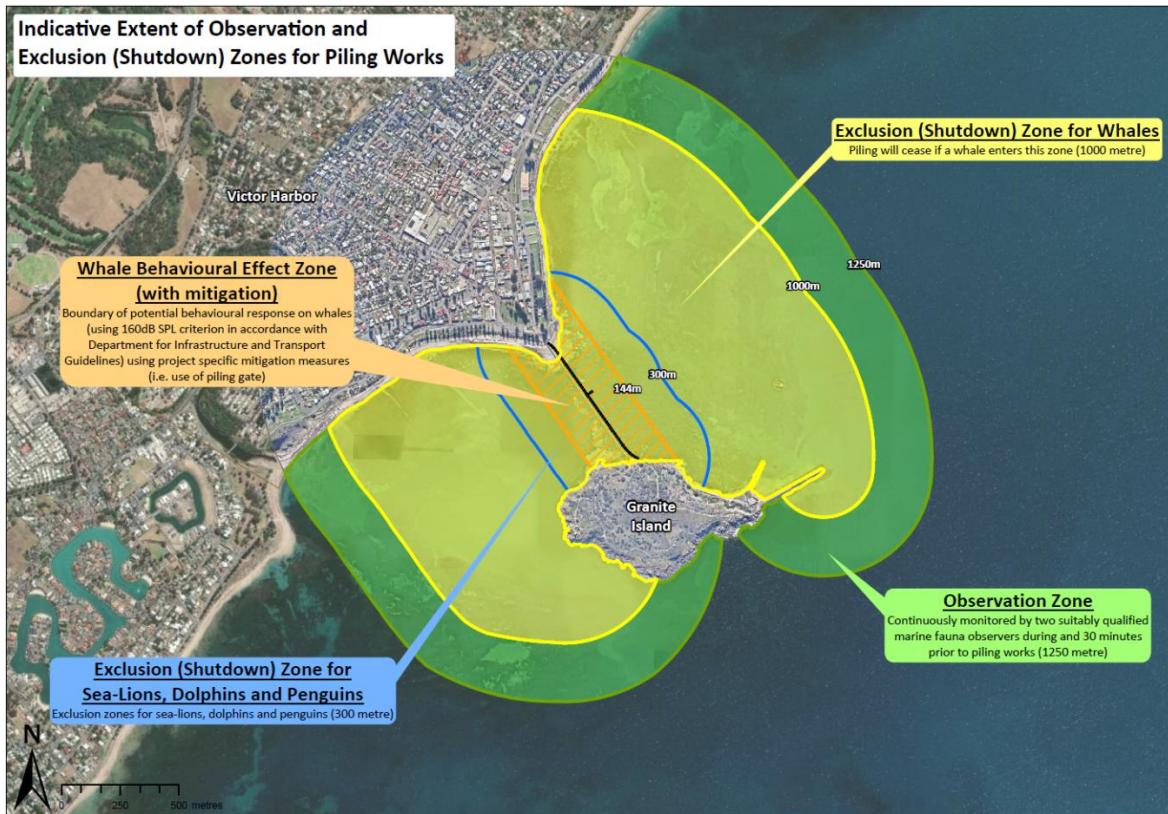 Indicative Extent of Observation and
Exclusion (Shutdown) Zones for Piling Works
Exclusion (Shutdown) Zone for Whales
Piling will cease if a whale enters this zone (1000 metre)
Victor Harbor
Whale Behavioural Effect Zone
(with mitigation)
Boundary of potential behavioural response on whales
(using 160dB SPL criterion in accordance with
Department for Infrastructure and Transport
Guidelines) using project specific mitigation measures
(i.e. use of piling gate)
1250m
1000m
300m
144m
Granite
Island
Observation Zone
Continuously monitored by two suitably qualified
marine fauna observers during and 30 minutes
prior to piling works (1250 metre)
Exclusion (Shutdown) Zone for
Sea-Lions, Dolphins and Penguins
Exclusion zones for sea-lions, dolphins and penguins (300 metre)
N
0 250 500 metres